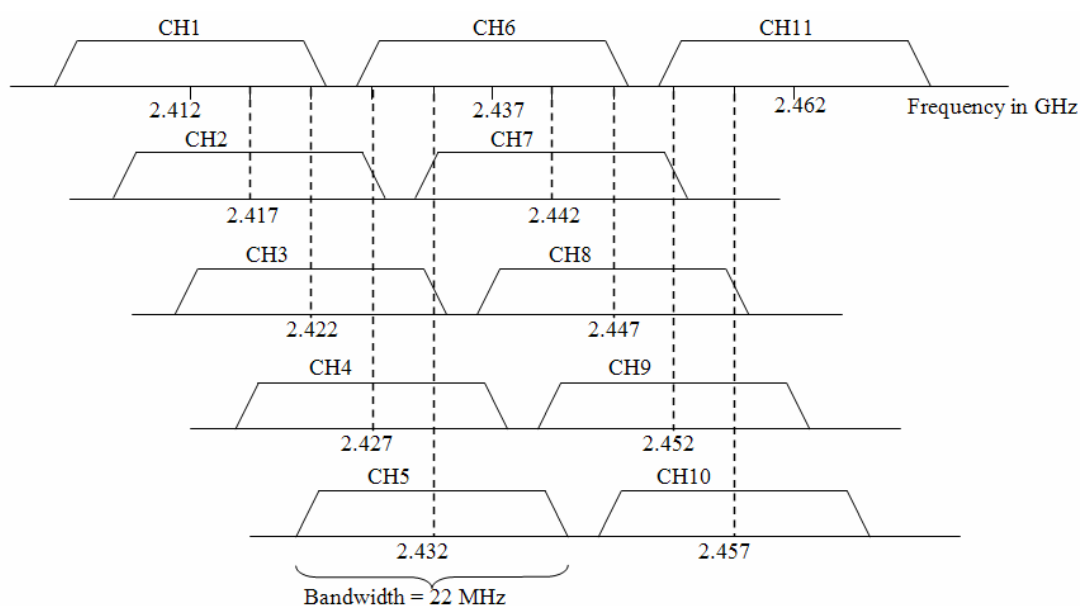 CH1 CH6 CH11
2.412 2.437 2.462 Frequency in GHz
CH2 CH7
2.417 2.442
CH3 CH8
2.422 2.447
CH4 CH9
2.427 2.452
CH5 CH10
2.432 2.457
Bandwidth = 22 MHz